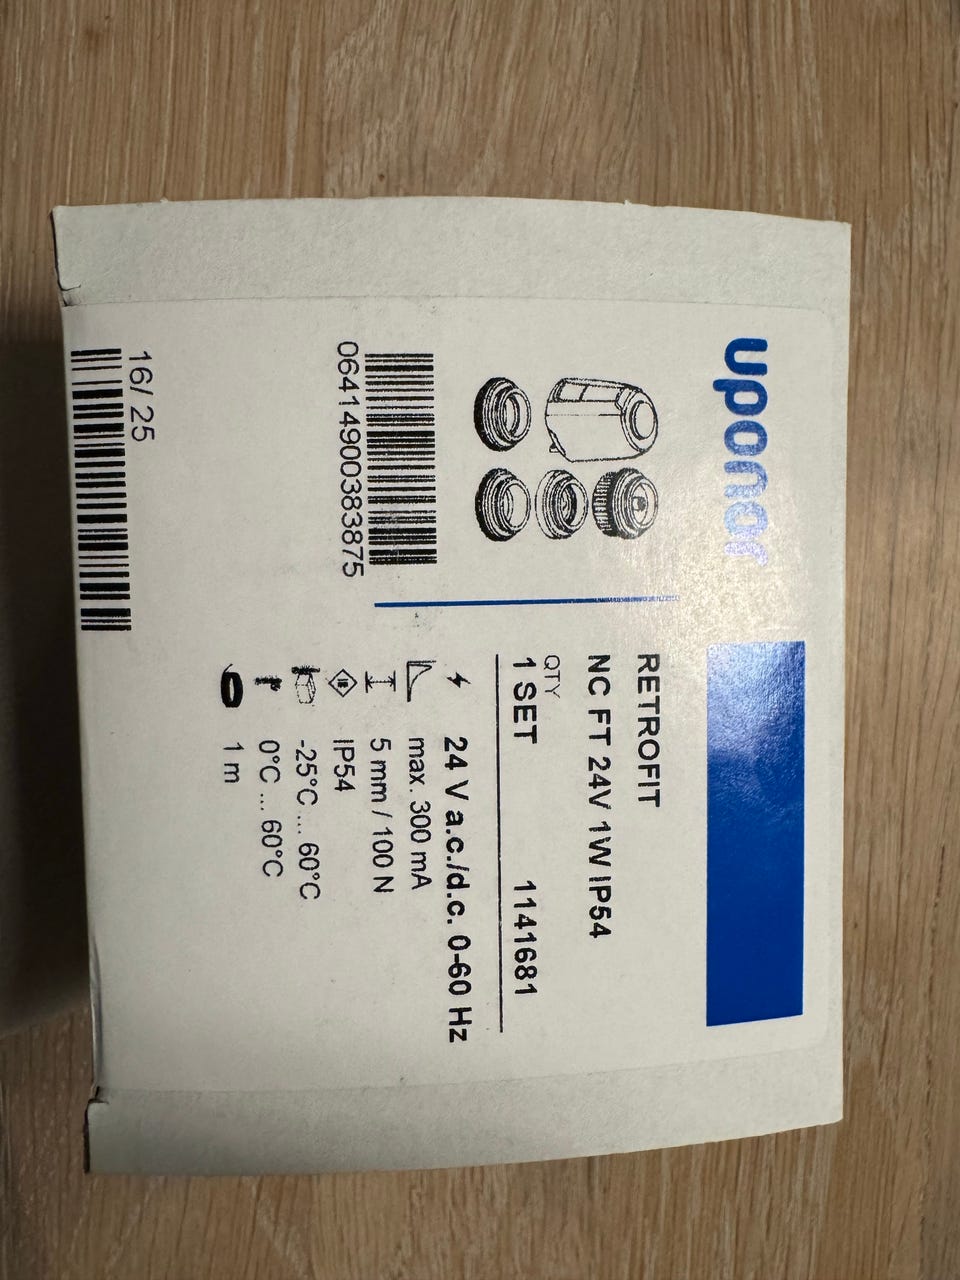 uponor
RETROFIT
NC FT 24V 1W IP54
QTY
1 SET 1141681
24 V a.c./d.c. 0-60 Hz
max. 300 mA
5 mm / 100 N
IP54
-25°C ... 60°C
0°C ... 60°C
1 m
06414900383875
16/ 25